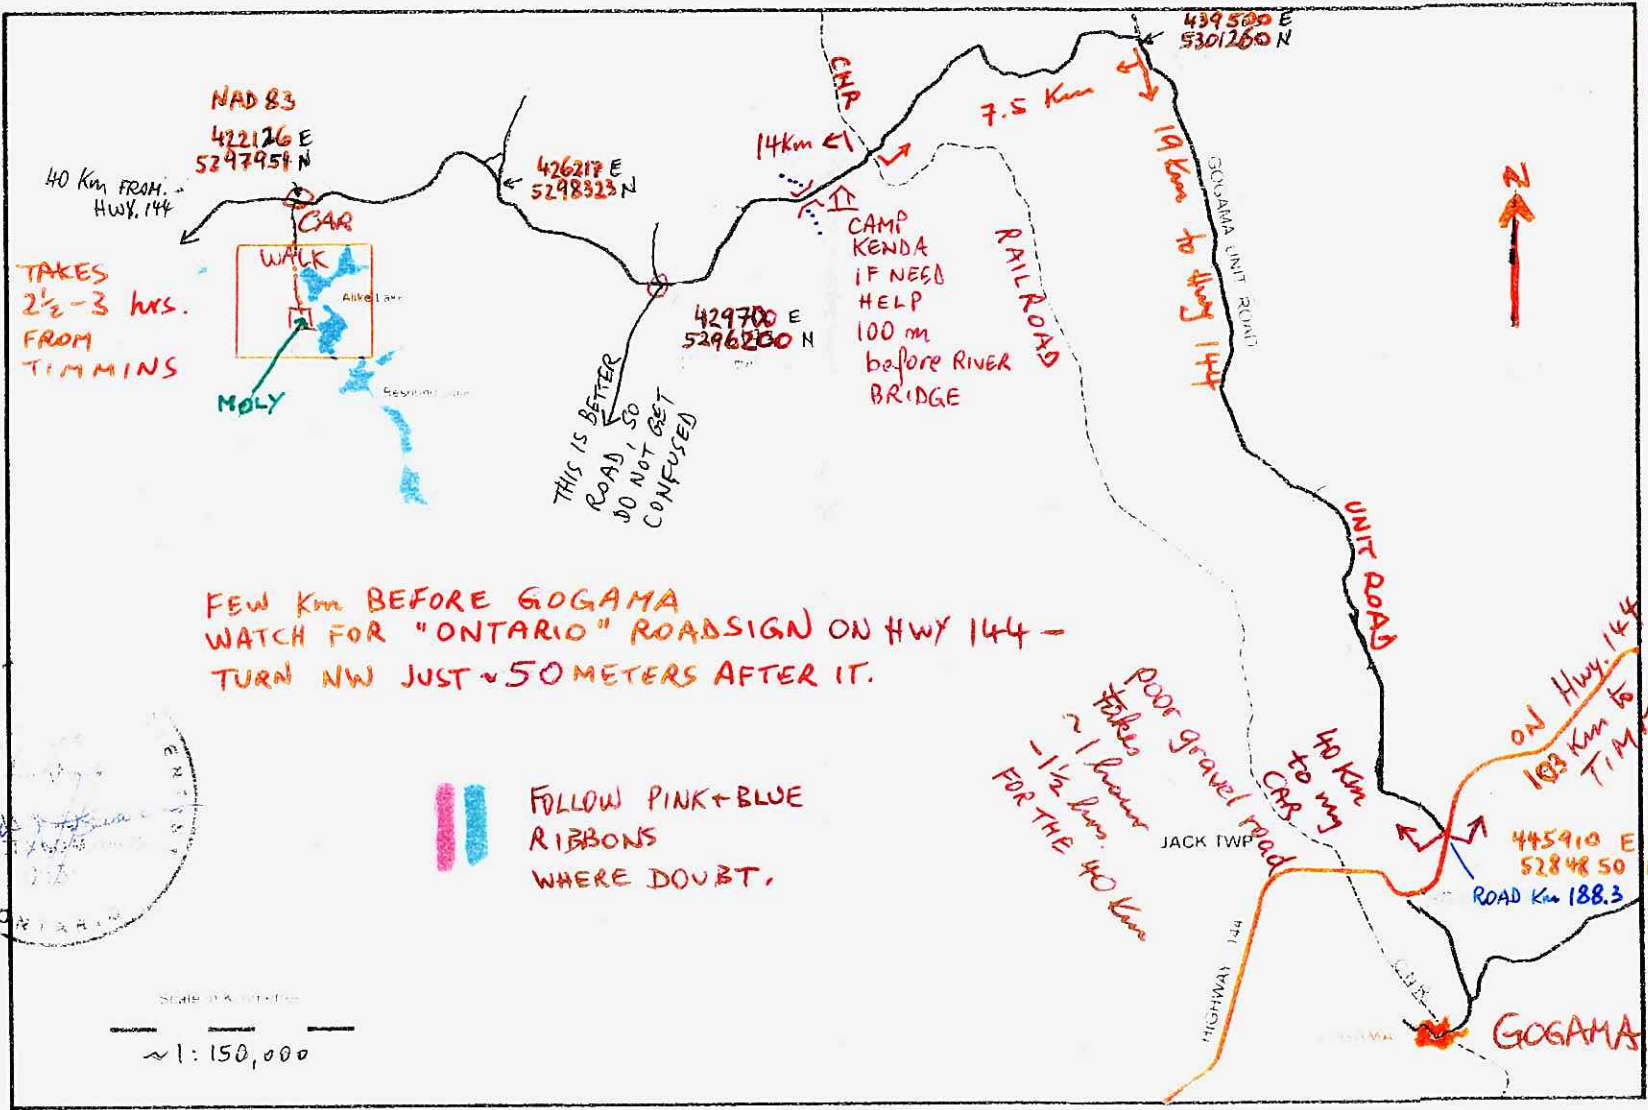 439500 E
5301260 N
NAD 83
422126 E
5297951 N
40 Km FROM
HWY. 144
CAR
WALK
TAKES
2½-3 hrs.
FROM
TIMMINS
Alike Lake
MOLY
426217 E
5298323 N
429700 E
5296200 N
THIS IS BETTER
ROAD, SO
DO NOT GET
CONFUSED
14Km
7.5 Km
CAMP
KENDA
IF NEED
HELP
100 m
before RIVER
BRIDGE
RAILROAD
19 Km to Hwy 144
GOGAMA UNIT ROAD
N
UNIT ROAD
FEW Km BEFORE GOGAMA
WATCH FOR "ONTARIO" ROADSIGN ON HWY 144 -
TURN NW JUST ~50 METERS AFTER IT.
FOLLOW PINK + BLUE
RIBBONS
WHERE DOUBT.
poor gravel road
takes
~1 hour
-1½ hrs.
FOR THE 40 Km
40 Km
to my
CAR
ON Hwy. 144
103 Km to
JACK TWP
445910 E
5284850
ROAD Km 188.3
HIGHWAY 144
GOGAMA
Scale in Kilometres
~1:150,000